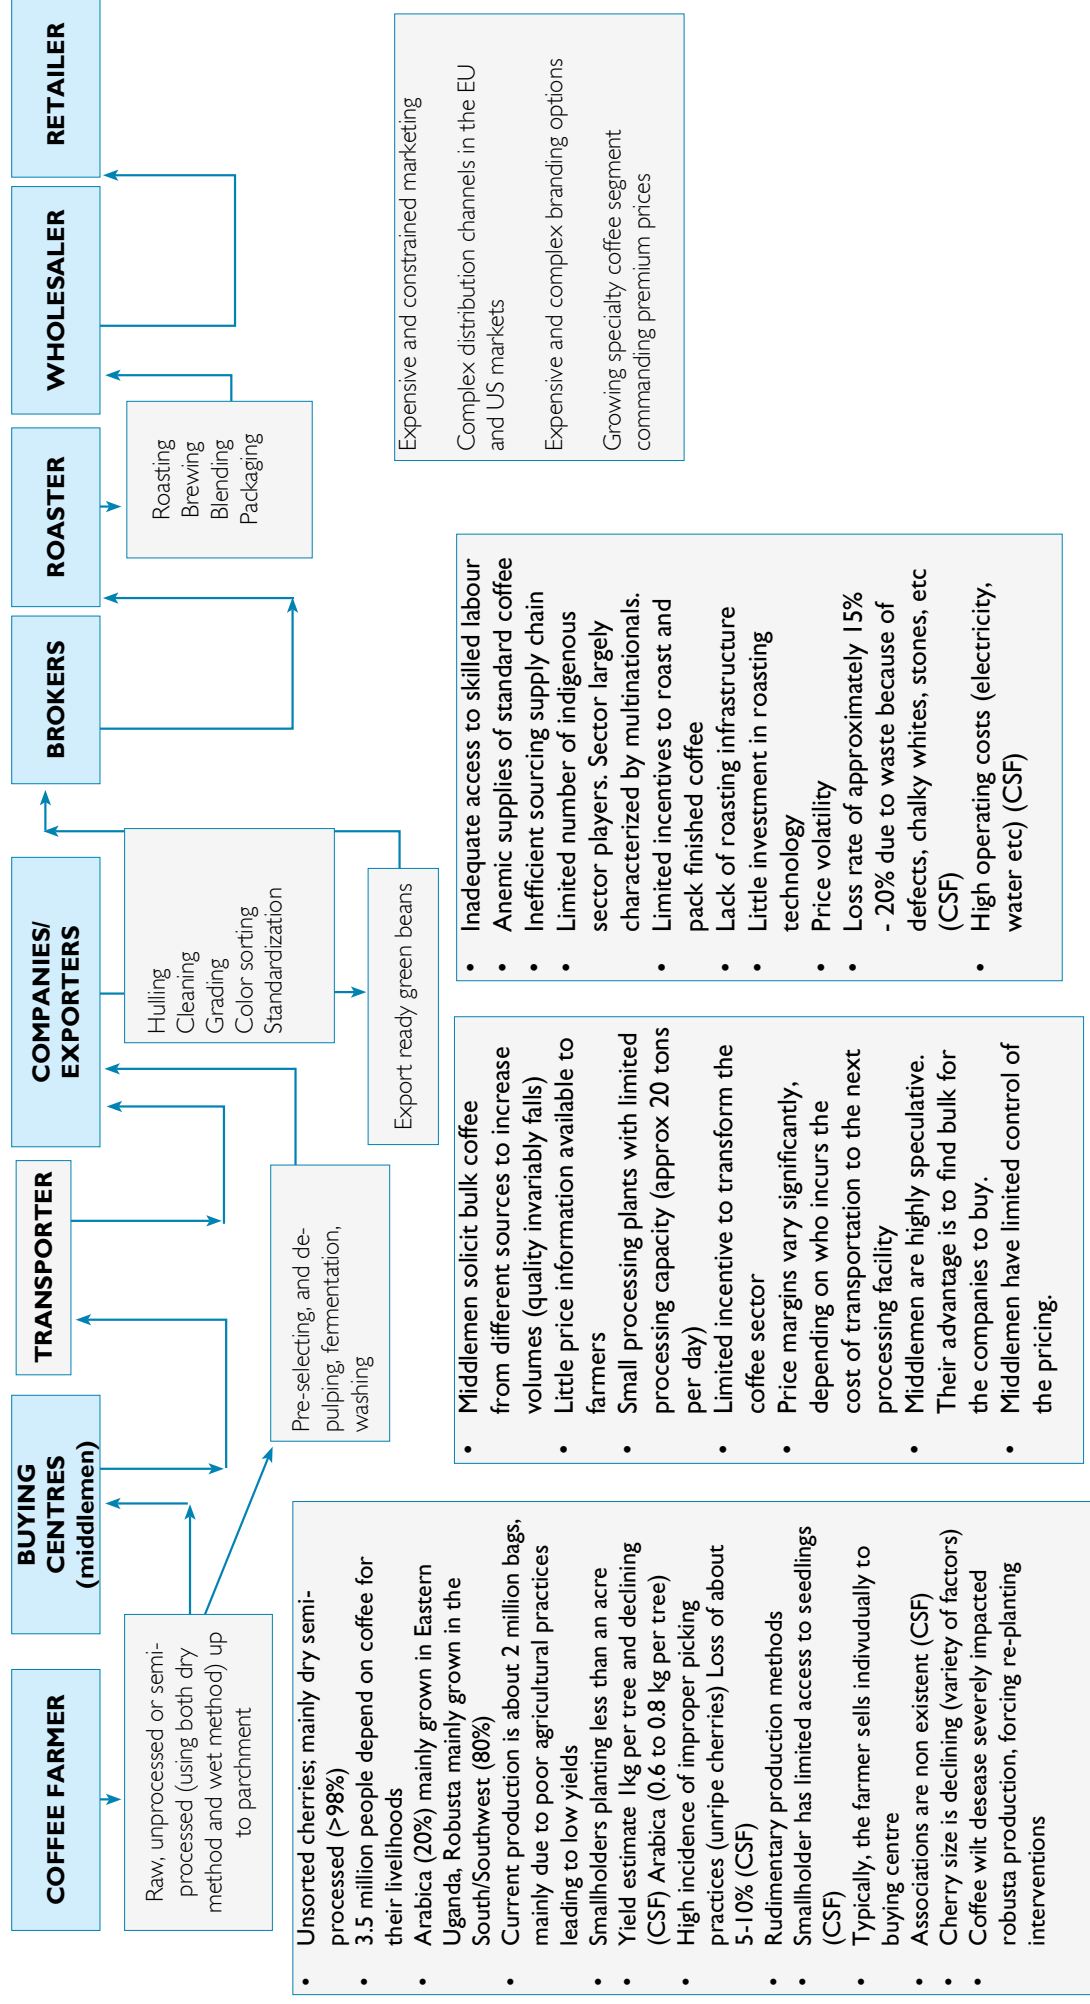 COFFEE FARMER
BUYING
CENTRES
(middlemen)
TRANSPORTER
COMPANIES/
EXPORTERS
BROKERS
ROASTER
WHOLESALER
RETAILER
Raw, unprocessed or semi-
processed (using both dry
method and wet method) up
to parchment
Pre-selecting, and de-
pulping, fermentation,
washing
Hulling
Cleaning
Grading
Color sorting
Standardization
Export ready green beans
Roasting
Brewing
Blending
Packaging
• Unsorted cherries; mainly dry semi-
processed (>98%)
• 3.5 million people depend on coffee for
their livelihoods
• Arabica (20%) mainly grown in Eastern
Uganda, Robusta mainly grown in the
South/Southwest (80%)
• Current production is about 2 million bags,
mainly due to poor agricultural practices
leading to low yields
• Smallholders planting less than an acre
• Yield estimate 1kg per tree and declining
(CSF) Arabica (0.6 to 0.8 kg per tree)
• High incidence of improper picking
practices (unripe cherries) Loss of about
5-10% (CSF)
• Rudimentary production methods
• Smallholder has limited access to seedlings
(CSF)
• Typically, the farmer sells indivudually to
buying centre
• Associations are non existent (CSF)
• Cherry size is declining (variety of factors)
• Coffee wilt desease severely impacted
robusta production, forcing re-planting
interventions
• Middlemen solicit bulk coffee
from different sources to increase
volumes (quality invariably falls)
• Little price information available to
farmers
• Small processing plants with limited
processing capacity (approx 20 tons
per day)
• Limited incentive to transform the
coffee sector
• Price margins vary significantly,
depending on who incurs the
cost of transportation to the next
processing facility
• Middlemen are highly speculative.
Their advantage is to find bulk for
the companies to buy.
• Middlemen have limited control of
the pricing.
• Inadequate access to skilled labour
• Anemic supplies of standard coffee
• Inefficient sourcing supply chain
• Limited number of indigenous
sector players. Sector largely
characterized by multinationals.
• Limited incentives to roast and
pack finished coffee
• Lack of roasting infrastructure
• Little investment in roasting
technology
• Price volatility
• Loss rate of approximately 15%
- 20% due to waste because of
defects, chalky whites, stones, etc
(CSF)
• High operating costs (electricity,
water etc) (CSF)
Expensive and constrained marketing
Complex distribution channels in the EU
and US markets
Expensive and complex branding options
Growing specialty coffee segment
commanding premium prices